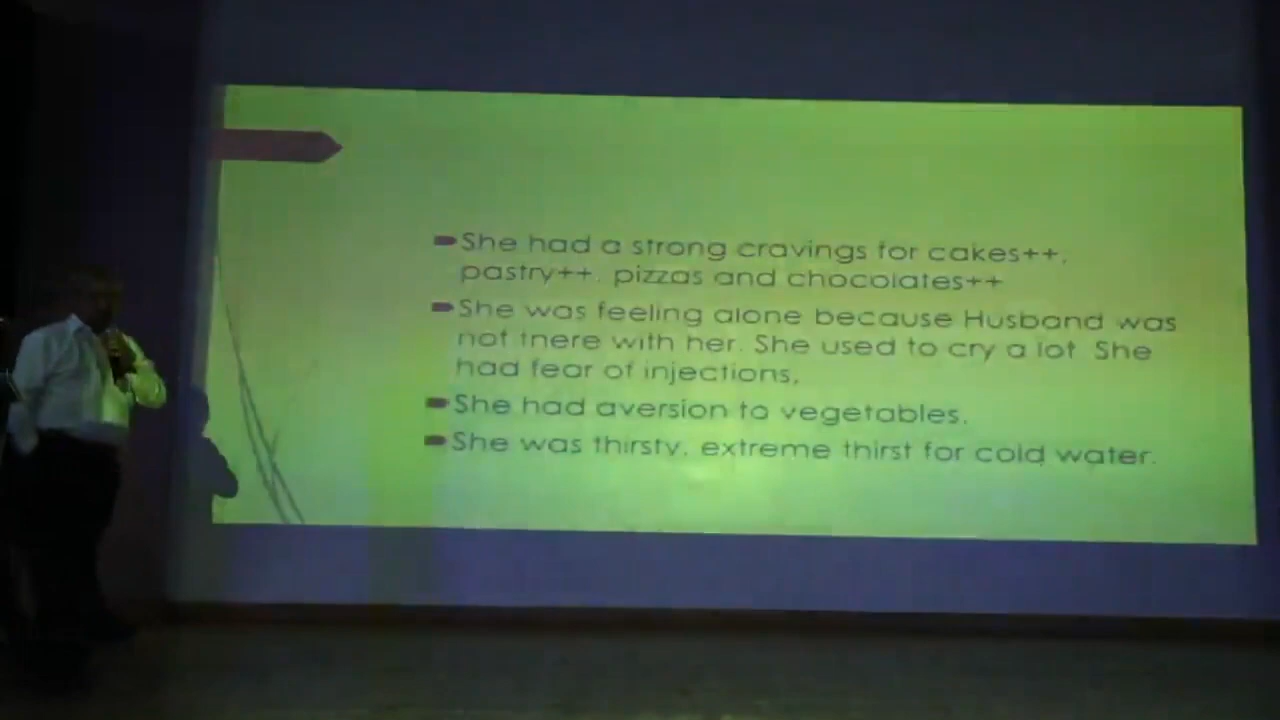 She had a strong cravings for cakes++,
pastry++, pizzas and chocolates++
She was feeling alone because Husband was
not there with her. She used to cry a lot She
had fear of injections,
She had aversion to vegetables.
She was thirsty, extreme thirst for cold water.